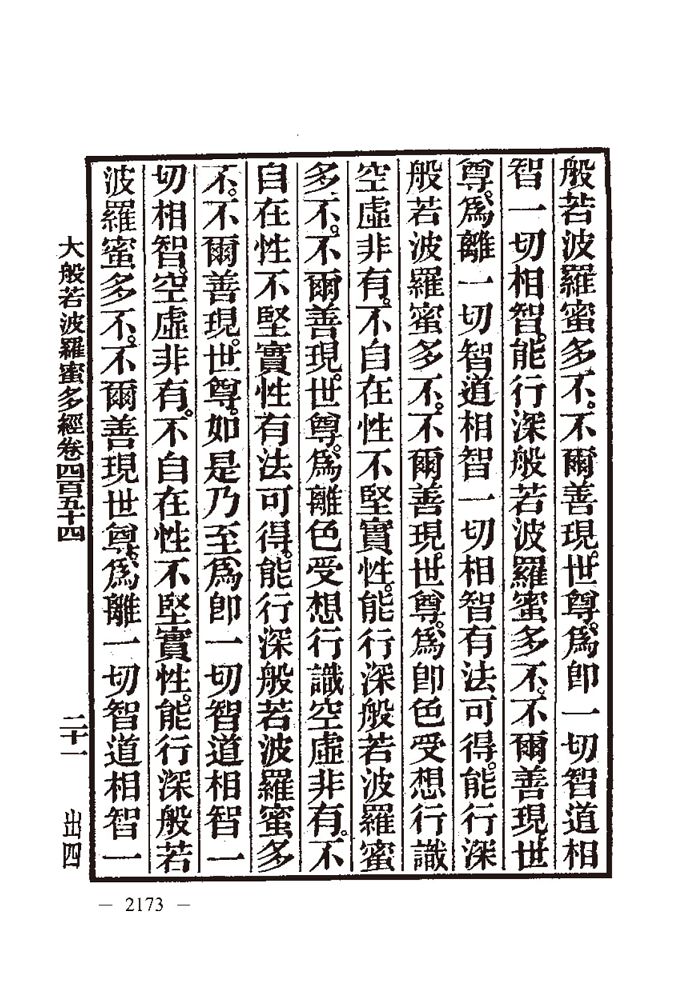 般若波羅蜜多不。不爾善現。世尊。爲卽一切智道相
智一切相智。能行深般若波羅蜜多不。不爾善現。世
尊。爲離一切智道相智一切相智有法可得。能行深
般若波羅蜜多不。不爾善現。世尊。爲卽色受想行識
空虛非有。不自在性不堅實性。能行深般若波羅蜜
多不。不爾善現。世尊。爲離色受想行識空虛非有。不
自在性不堅實性有法可得。能行深般若波羅蜜多
不。不爾善現。世尊。如是乃至爲卽一切智道相智一
切相智。空虛非有。不自在性不堅實性。能行深般若
波羅蜜多不。不爾善現世尊。爲離一切智道相智一
大般若波羅蜜多經卷四百五十四 二十一 出四
— 2173 —